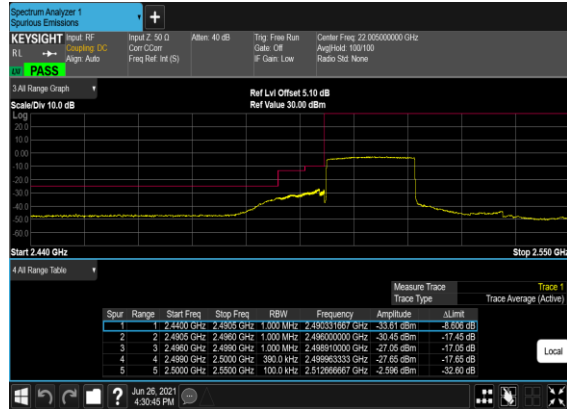 Spectrum Analyzer 1
Spurious Emissions
+
KEYSIGHT Input: RF Input Z: 50 Ω Atten: 40 dB Trig: Free Run Center Freq: 22.005000000 GHz
RL Coupling: DC Corr CCorr Gate: Off Avg|Hold: 100/100
Align: Auto Freq Ref: Int (S) IF Gain: Low Radio Std: None
PASS
3 All Range Graph
Ref Lvl Offset 5.10 dB
Scale/Div 10.0 dB Ref Value 30.00 dBm
Log
20.0
10.0
0.00
-10.0
-20.0
-30.0
-40.0
-50.0
-60.0
Start 2.440 GHz Stop 2.550 GHz
4 All Range Table
Measure Trace Trace 1
Trace Type Trace Average (Active)
Spur Range Start Freq Stop Freq RBW Frequency Amplitude ΔLimit
1 1 2.4400 GHz 2.4905 GHz 1.000 MHz 2.490331667 GHz -33.61 dBm -8.606 dB
2 2 2.4905 GHz 2.4960 GHz 1.000 MHz 2.496000000 GHz -30.45 dBm -17.45 dB
3 3 2.4960 GHz 2.4990 GHz 1.000 MHz 2.498910000 GHz -27.05 dBm -17.05 dB
4 4 2.4990 GHz 2.5000 GHz 390.0 kHz 2.499963333 GHz -27.65 dBm -17.65 dB
5 5 2.5000 GHz 2.5550 GHz 100.0 kHz 2.512666667 GHz -2.596 dBm -32.60 dB
Local
? Jun 26, 2021
4:30:45 PM